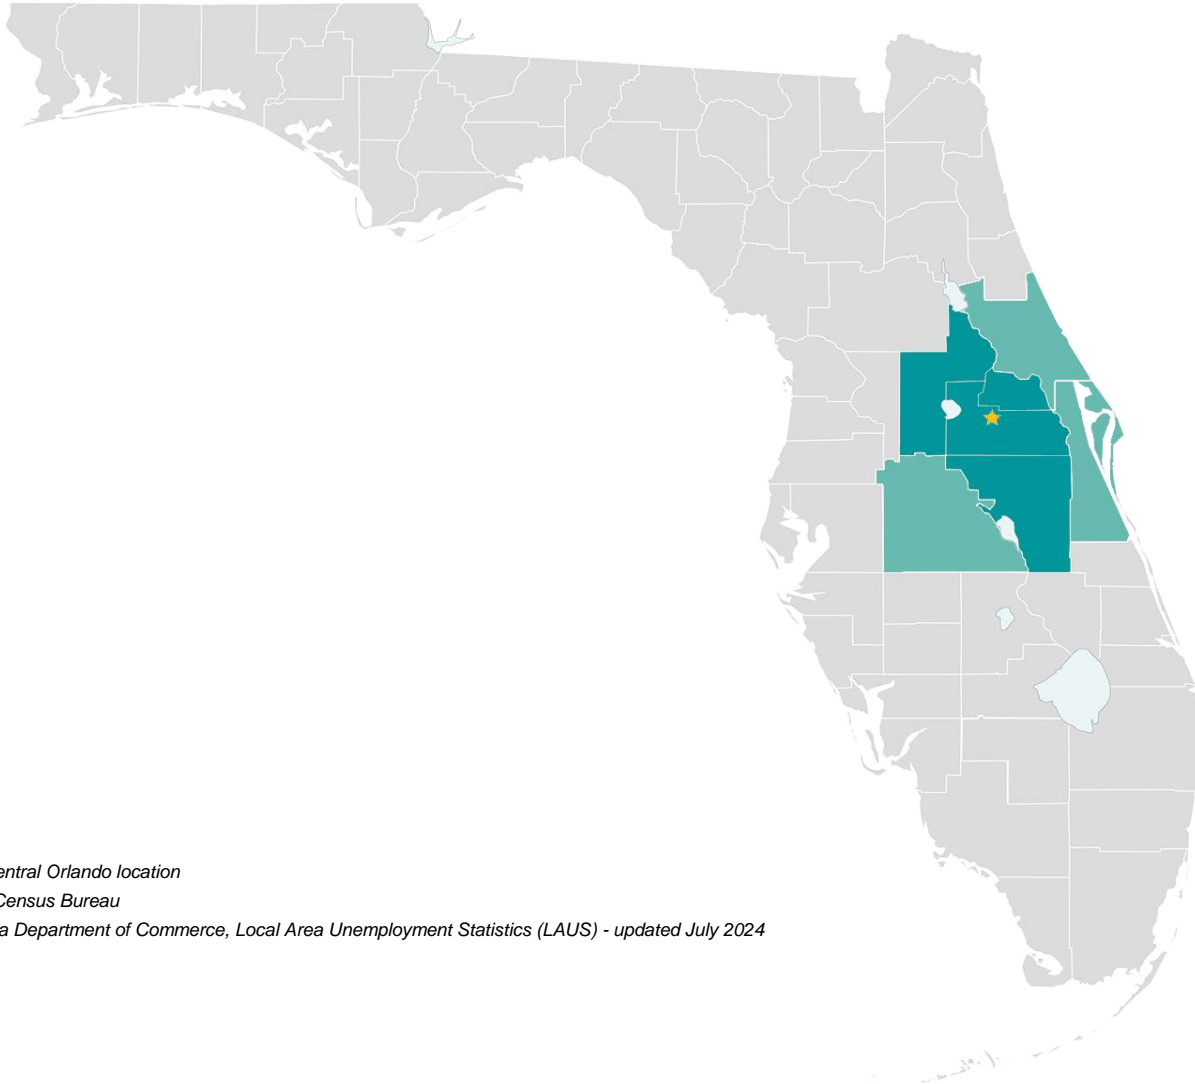 entral Orlando location
Census Bureau
a Department of Commerce, Local Area Unemployment Statistics (LAUS) - updated July 2024